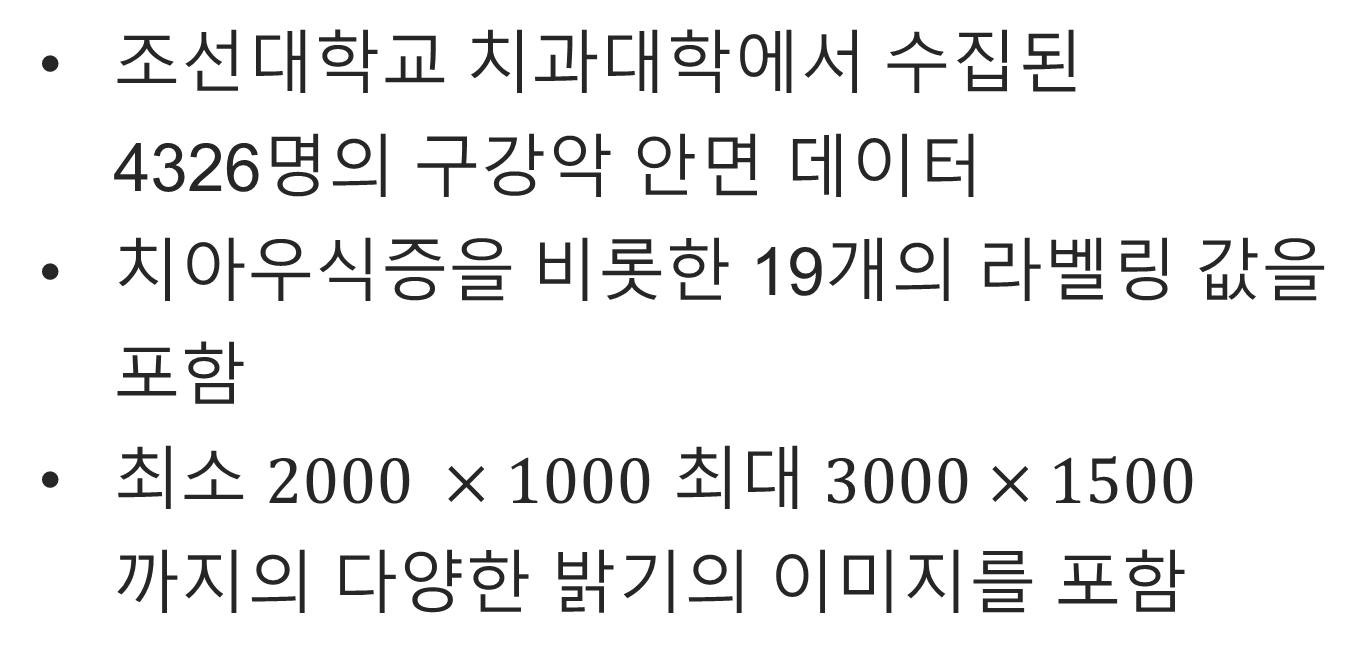 • 조선대학교 치과대학에서 수집된
4326명의 구강악 안면 데이터
• 치아우식증을 비롯한 19개의 라벨링 값을
포함
• 최소 2000 × 1000 최대 3000 × 1500
까지의 다양한 밝기의 이미지를 포함